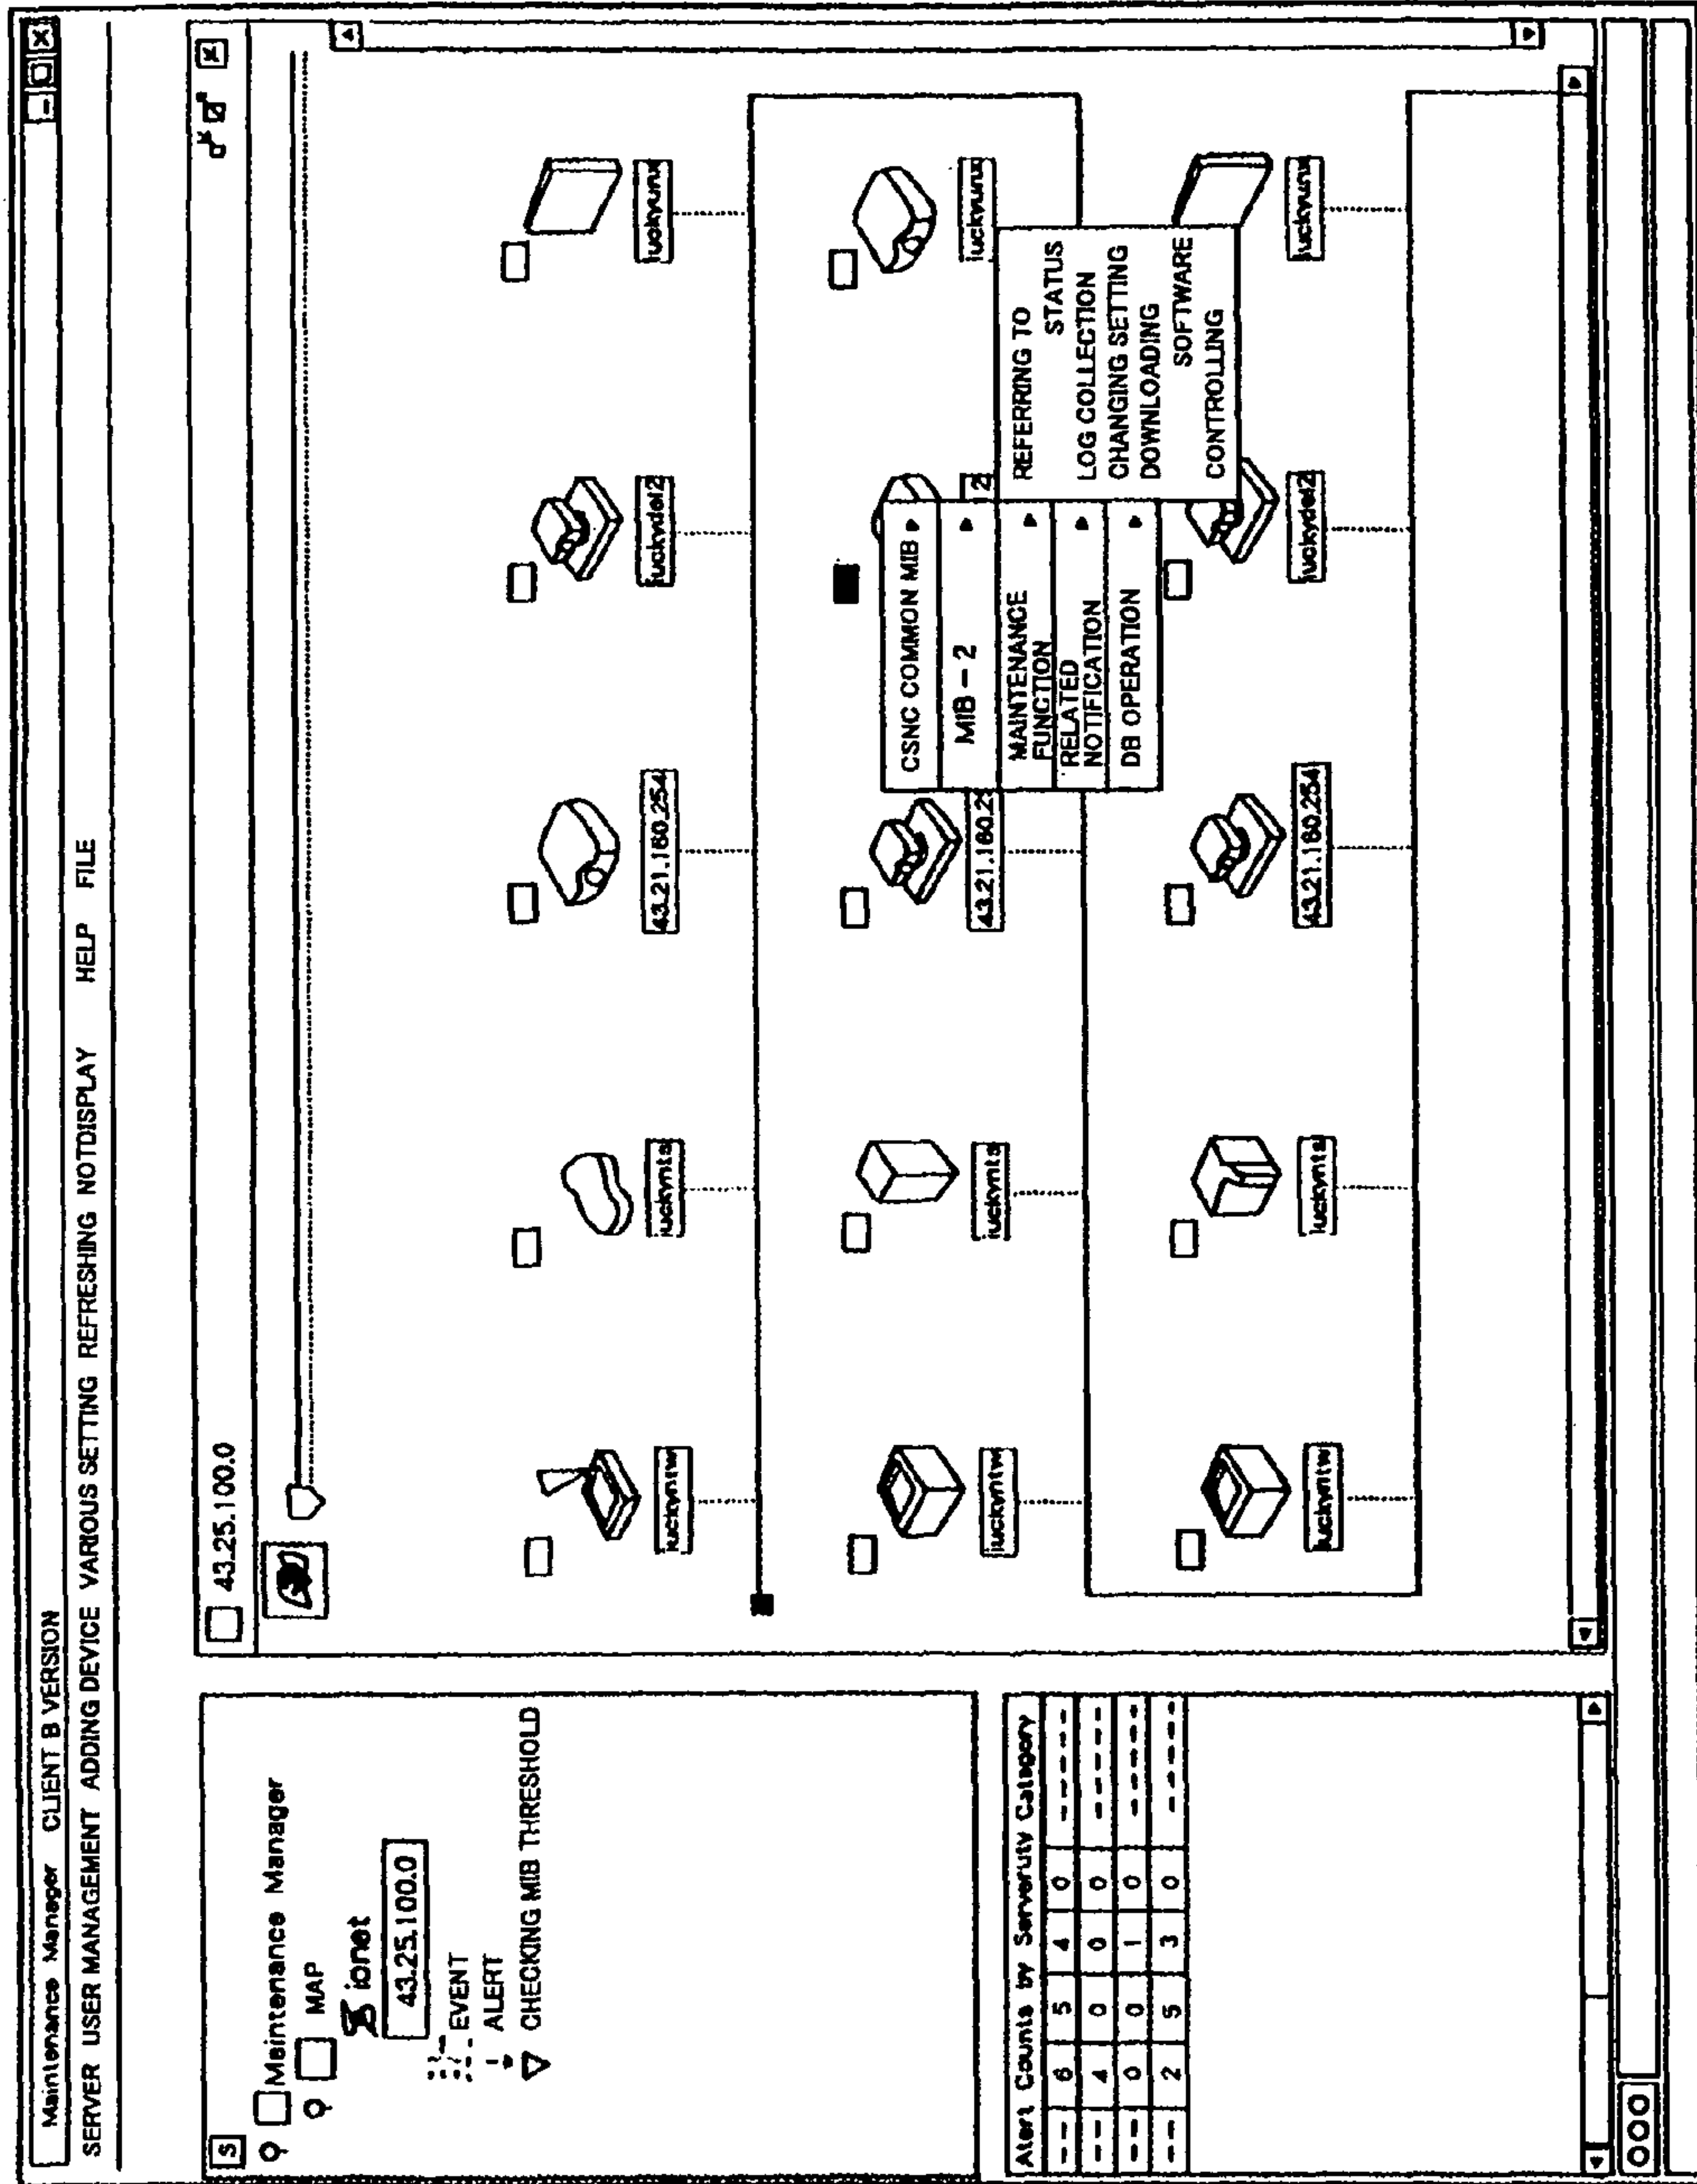 Maintenance Manager CLIENT B VERSION
SERVER USER MANAGEMENT ADDING DEVICE VARIOUS SETTING REFRESHING NOTDISPLAY HELP FILE
S
Maintenance Manager
MAP
ionet
43.25.100.0
EVENT
ALERT
CHECKING MIB THRESHOLD
43.25.100.0
luckyntw
luckynts
43.21.160.254
luckydel2
luckyunx
luckyntw
luckynts
43.21.160.2
2
luckyunx
CSNC COMMON MIB
MIB-2
MAINTENANCE
FUNCTION
RELATED
NOTIFICATION
DB OPERATION
REFERRING TO
STATUS
LOG COLLECTION
CHANGING SETTING
DOWNLOADING
SOFTWARE
CONTROLLING
luckyntw
luckynts
43.21.160.254
luckydel2
luckyunx
Alert Counts by Serveruty Catagory
--- 6 5 4 0 -----
--- 4 0 0 0 -----
--- 0 0 1 0 -----
--- 2 5 3 0 -----